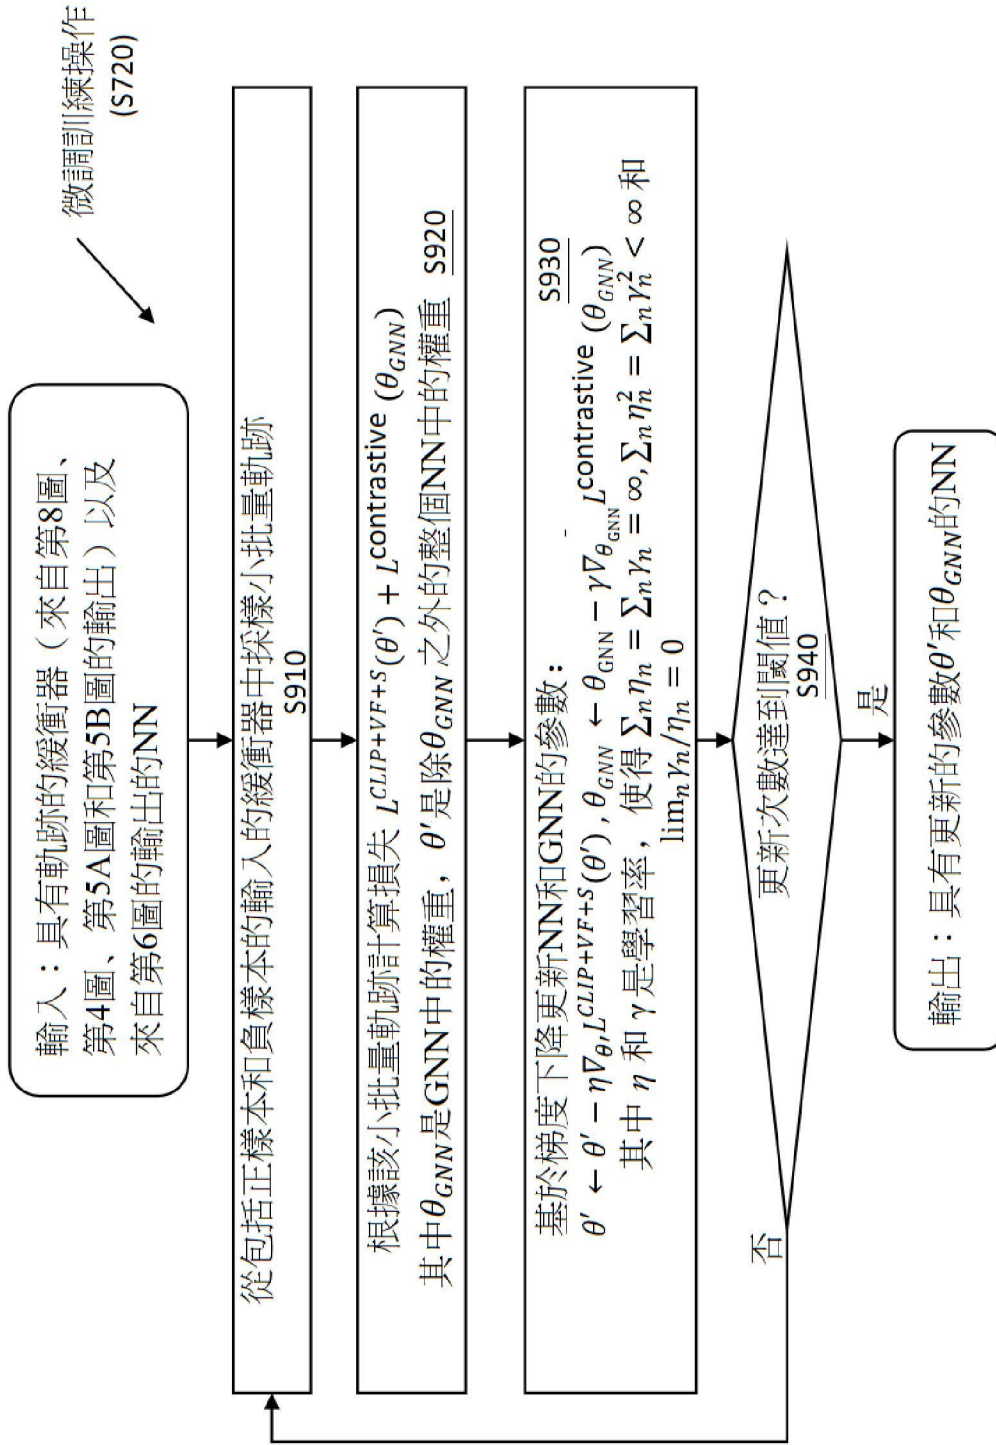 微調訓練操作
(S720)
輸入：具有軌跡的緩衝器（來自第8圖、
第4圖、第5A圖和第5B圖的輸出）以及
來自第6圖的輸出的NN
從包括正樣本和負樣本的輸入的緩衝器中採樣小批量軌跡
S910
根據該小批量軌跡計算損失 L^{CLIP+VF+S}(θ′) + L^{contrastive} (θ_{GNN})
其中θ_{GNN}是GNN中的權重，θ′是除θ_{GNN} 之外的整個NN中的權重 S920
基於梯度下降更新NN和GNN的參數： S930
θ′ ← θ′ − η∇_{θ′}L^{CLIP+VF+S}(θ′), θ_{GNN} ← θ_{GNN} − γ∇_{θ_{GNN}} L^{contrastive} (θ_{GNN})
其中 η 和 γ 是學習率，使得 ∑_n η_n = ∑_n γ_n = ∞, ∑_n η_n^2 = ∑_n γ_n^2 < ∞ 和
lim_n γ_n/η_n = 0
更新次數達到閾值？
S940
否
是
輸出：具有更新的參數θ′和θ_{GNN}的NN